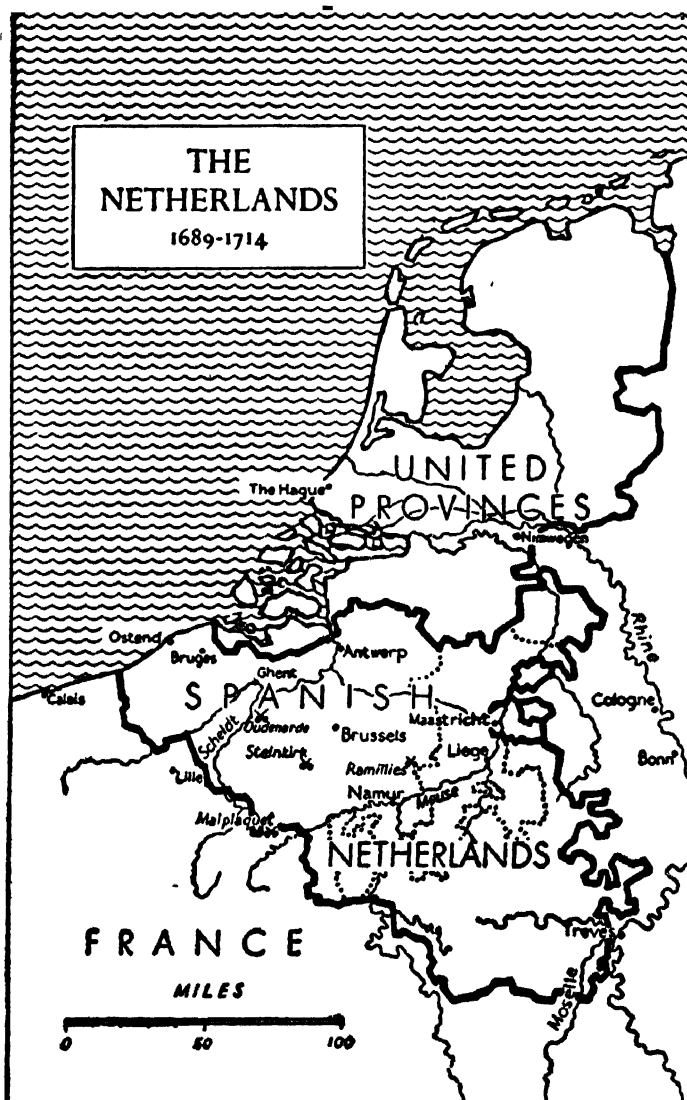 THE
NETHERLANDS
1689-1714
UNITED
PROVINCES
The Hague
Nimwegen
Rhine
Ostend
Bruges
Antwerp
Ghent
Calais
SPANISH
Scheldt
Oudenarde
Maastricht
Cologne
Brussels
Steinkirk
Liege
Bonn
Lille
Ramillies
Namur
Meuse
Malplaquet
NETHERLANDS
FRANCE
Treves
Moselle
MILES
0 50 100